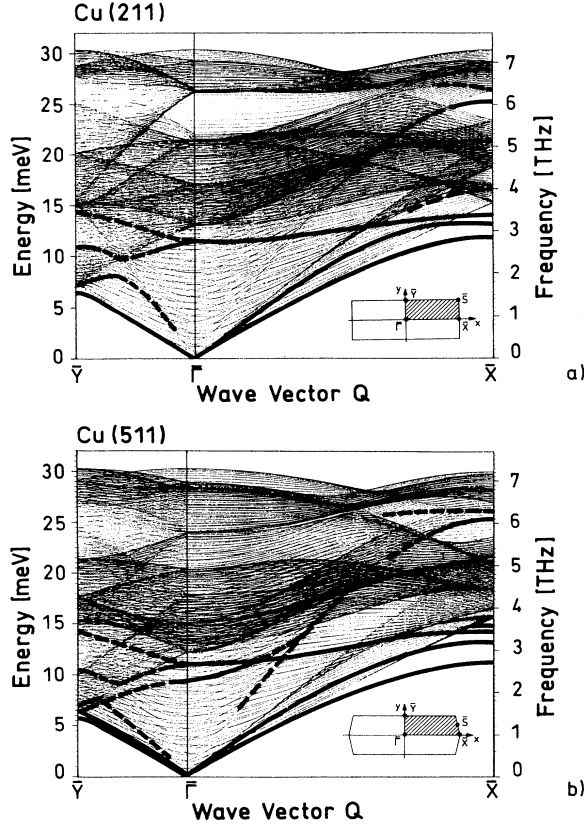 Cu (211)
30
25
20
15
10
5
0
Energy [meV]
7
6
5
4
3
2
1
0
Frequency [THz]
y Ȳ
S̄
Γ̄
X̄ x
Ȳ Γ̄ X̄
Wave Vector Q
a)
Cu (511)
30
25
20
15
10
5
0
Energy [meV]
7
6
5
4
3
2
1
0
Frequency [THz]
y Ȳ
S̄
Γ̄
X̄ x
Ȳ Γ̄ X̄
Wave Vector Q
b)